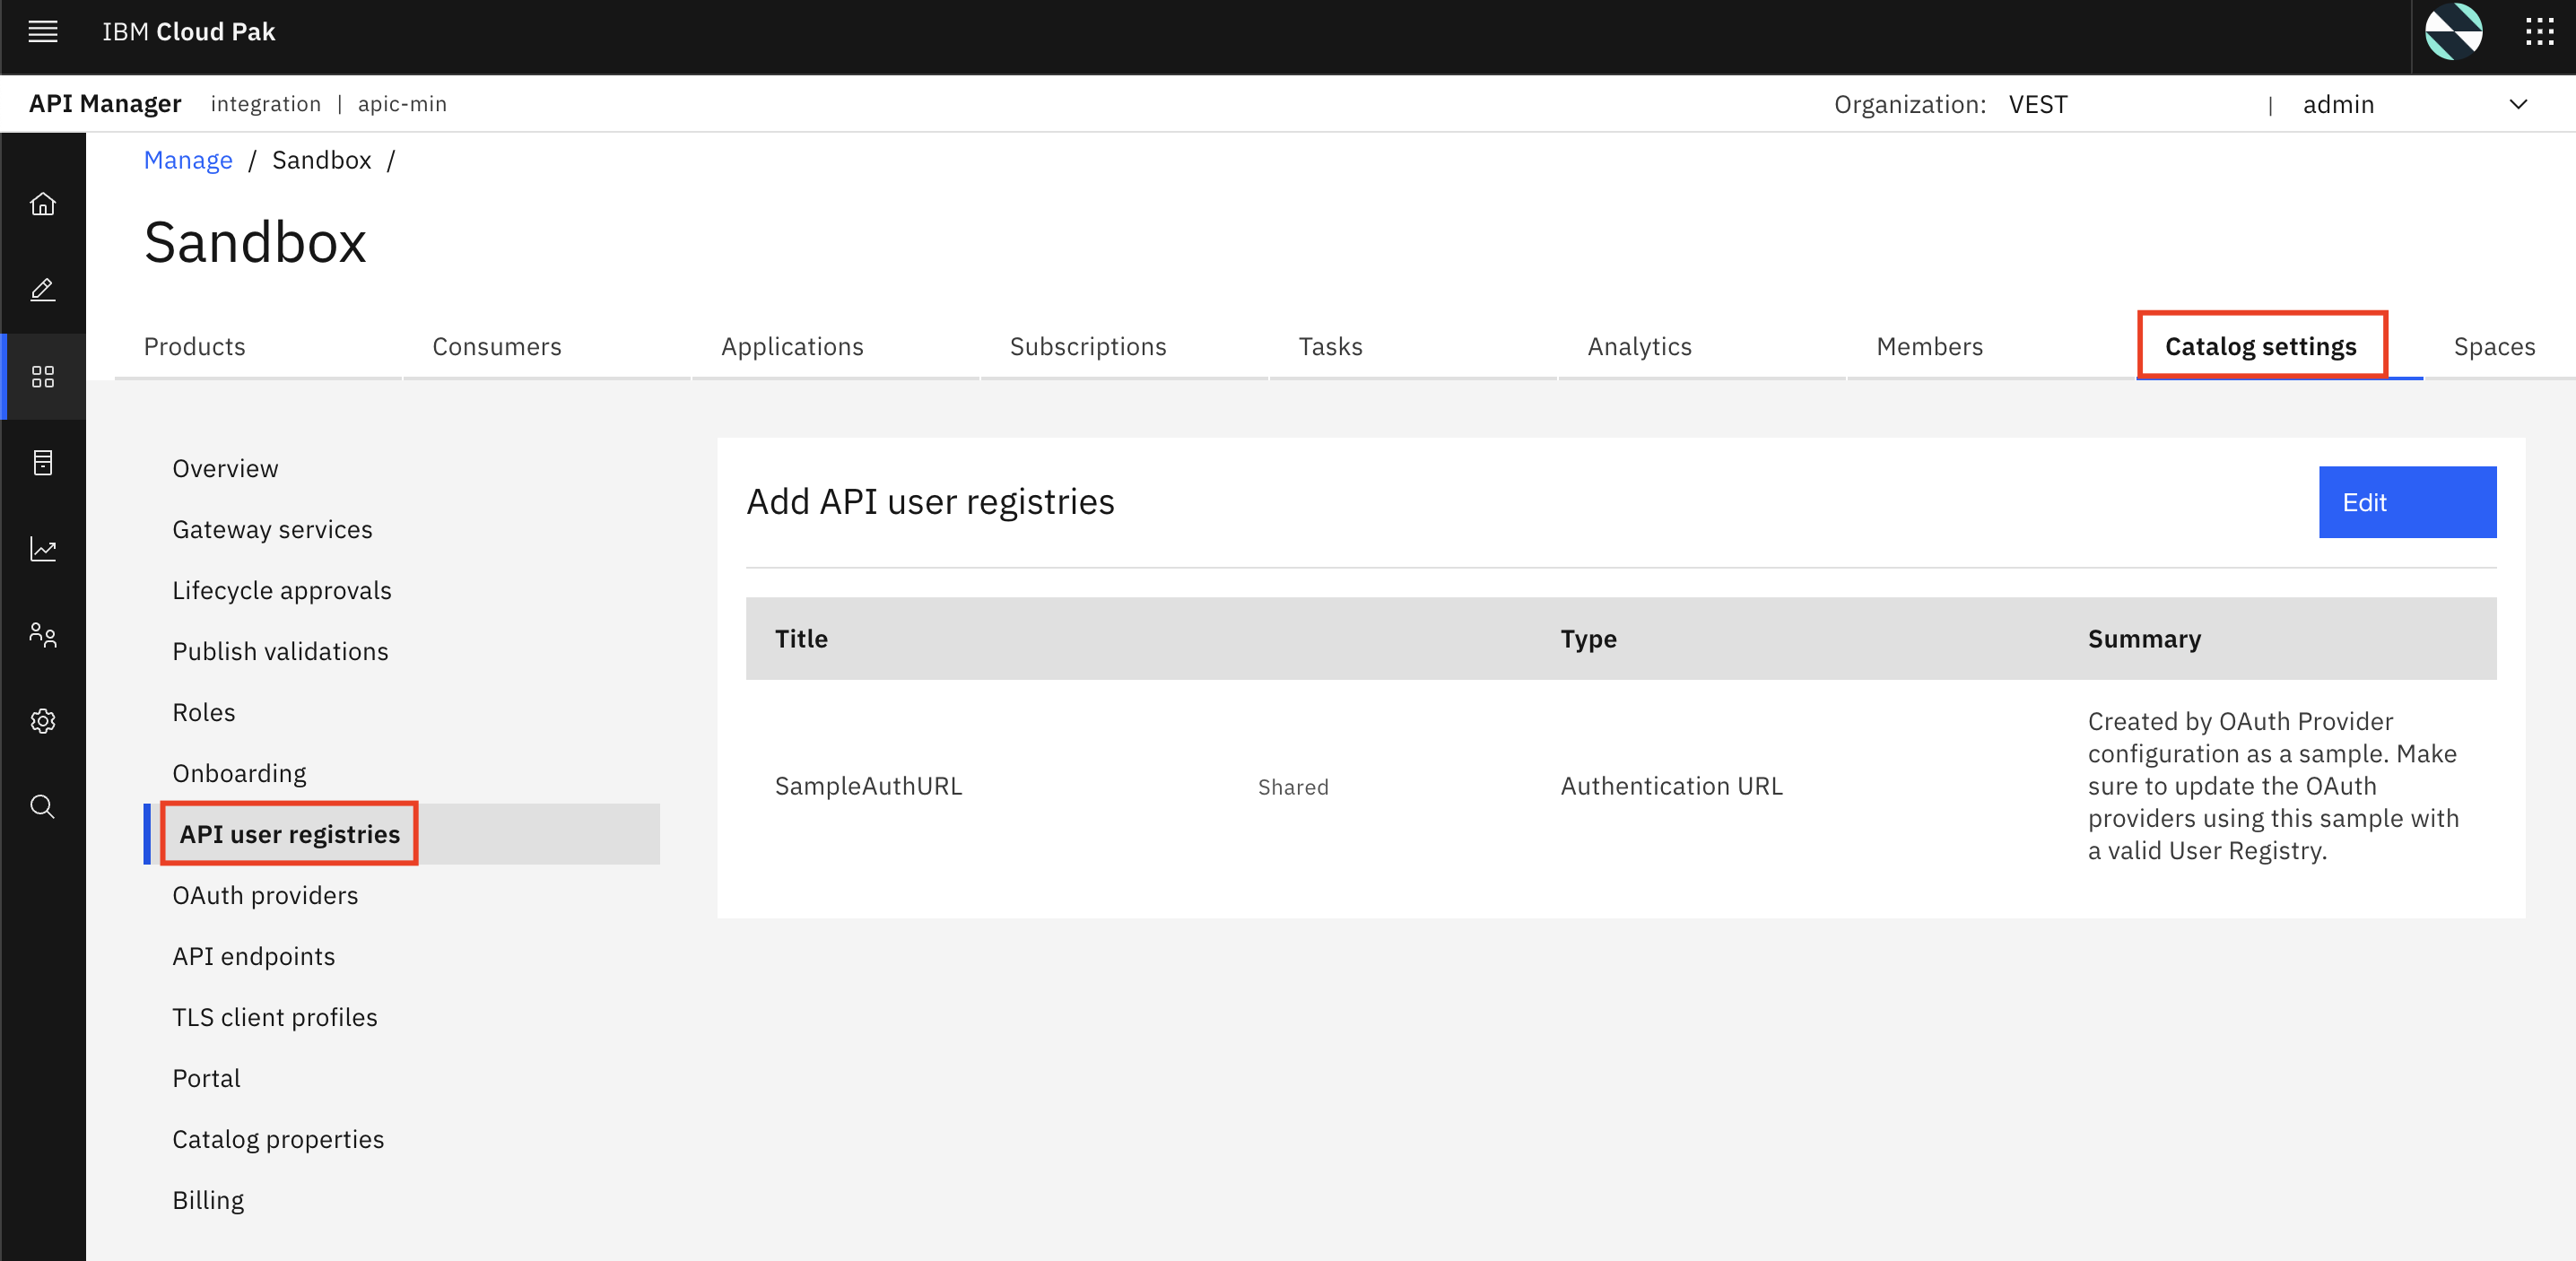 IBM Cloud Pak
API Manager integration | apic-min Organization: VEST | admin
Manage / Sandbox /
Sandbox
Products Consumers Applications Subscriptions Tasks Analytics Members Catalog settings Spaces
Overview
Gateway services
Lifecycle approvals
Publish validations
Roles
Onboarding
API user registries
OAuth providers
API endpoints
TLS client profiles
Portal
Catalog properties
Billing
Add API user registries Edit
Title Type Summary
SampleAuthURL Shared Authentication URL
Created by OAuth Provider
configuration as a sample. Make
sure to update the OAuth
providers using this sample with
a valid User Registry.